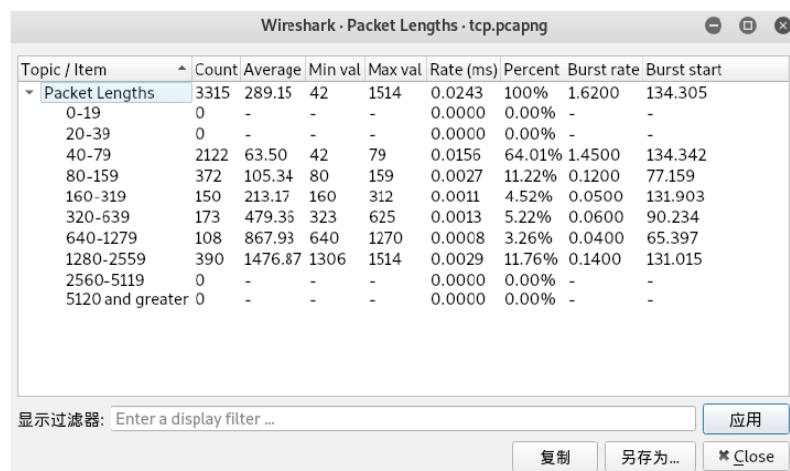 Wireshark · Packet Lengths · tcp.pcapng
Topic / Item Count Average Min val Max val Rate (ms) Percent Burst rate Burst start
Packet Lengths 3315 289.15 42 1514 0.0243 100% 1.6200 134.305
0-19 0 - - - 0.0000 0.00% - -
20-39 0 - - - 0.0000 0.00% - -
40-79 2122 63.50 42 79 0.0156 64.01% 1.4500 134.342
80-159 372 105.34 80 159 0.0027 11.22% 0.1200 77.159
160-319 150 213.17 160 312 0.0011 4.52% 0.0500 131.903
320-639 173 479.36 323 625 0.0013 5.22% 0.0600 90.234
640-1279 108 867.93 640 1270 0.0008 3.26% 0.0400 65.397
1280-2559 390 1476.87 1306 1514 0.0029 11.76% 0.1400 131.015
2560-5119 0 - - - 0.0000 0.00% - -
5120 and greater 0 - - - 0.0000 0.00% - -
显示过滤器: Enter a display filter ... 应用
复制 另存为... Close